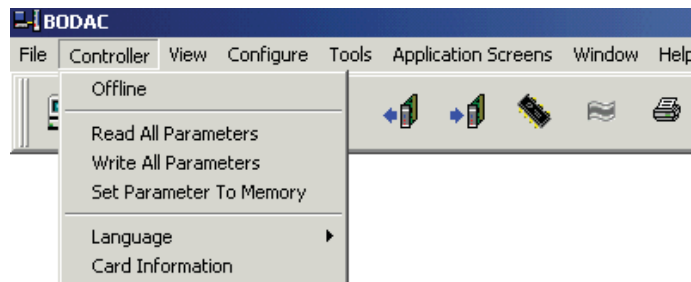 BODAC
File Controller View Configure Tools Application Screens Window Help
Offline
Read All Parameters
Write All Parameters
Set Parameter To Memory
Language
Card Information